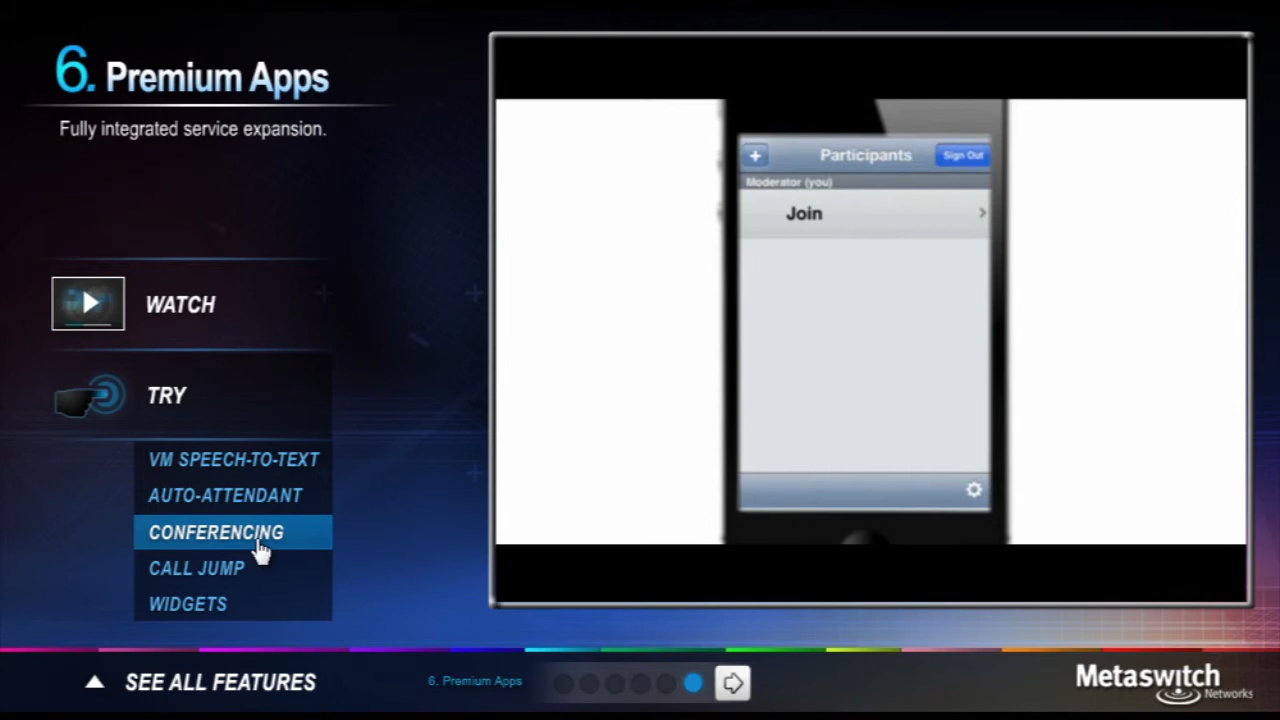 6. Premium Apps
Fully integrated service expansion.
WATCH
TRY
VM SPEECH-TO-TEXT
AUTO-ATTENDANT
CONFERENCING
CALL JUMP
WIDGETS
+ Participants Sign Out
Moderator (you)
Join
SEE ALL FEATURES
6. Premium Apps
Metaswitch
Networks